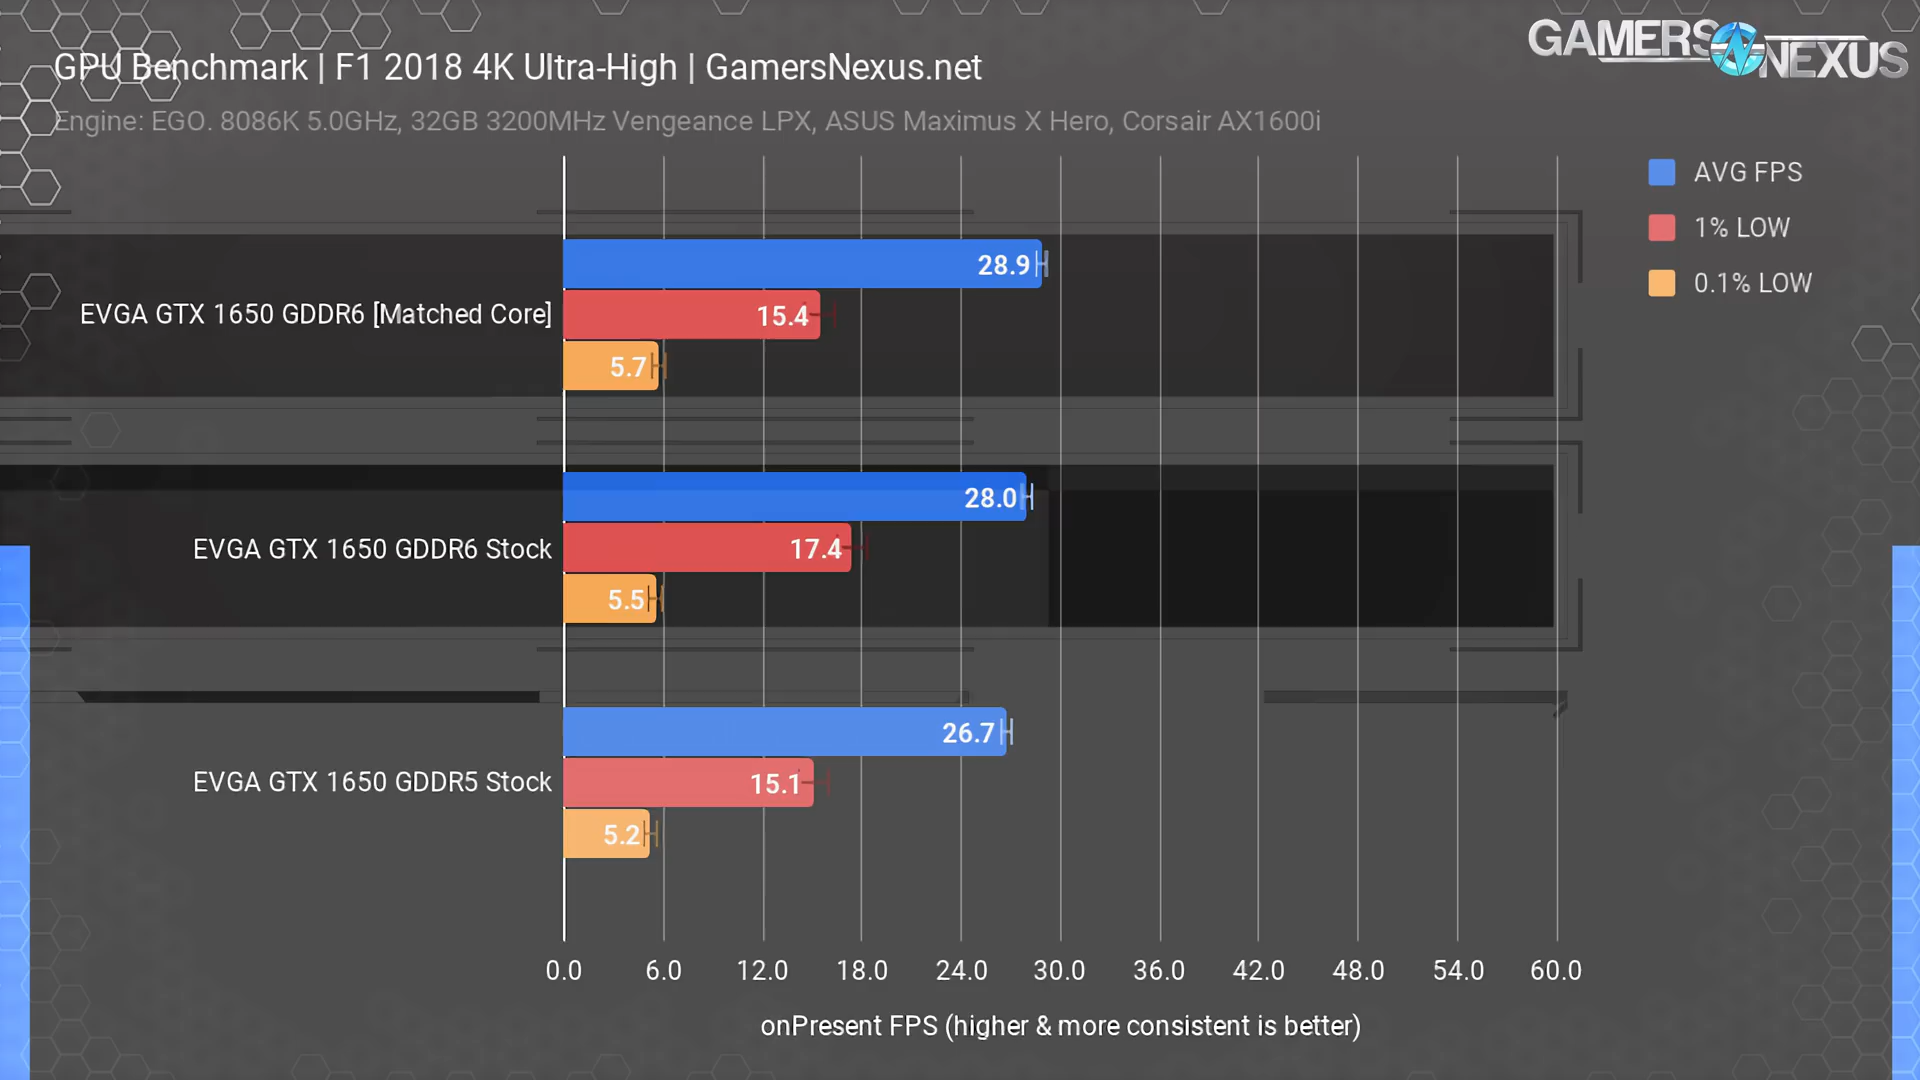 GAMERS NEXUS
GPU Benchmark | F1 2018 4K Ultra-High | GamersNexus.net
Engine: EGO. 8086K 5.0GHz, 32GB 3200MHz Vengeance LPX, ASUS Maximus X Hero, Corsair AX1600i
AVG FPS
1% LOW
0.1% LOW
EVGA GTX 1650 GDDR6 [Matched Core]
28.9
15.4
5.7
EVGA GTX 1650 GDDR6 Stock
28.0
17.4
5.5
EVGA GTX 1650 GDDR5 Stock
26.7
15.1
5.2
0.0 6.0 12.0 18.0 24.0 30.0 36.0 42.0 48.0 54.0 60.0
onPresent FPS (higher & more consistent is better)